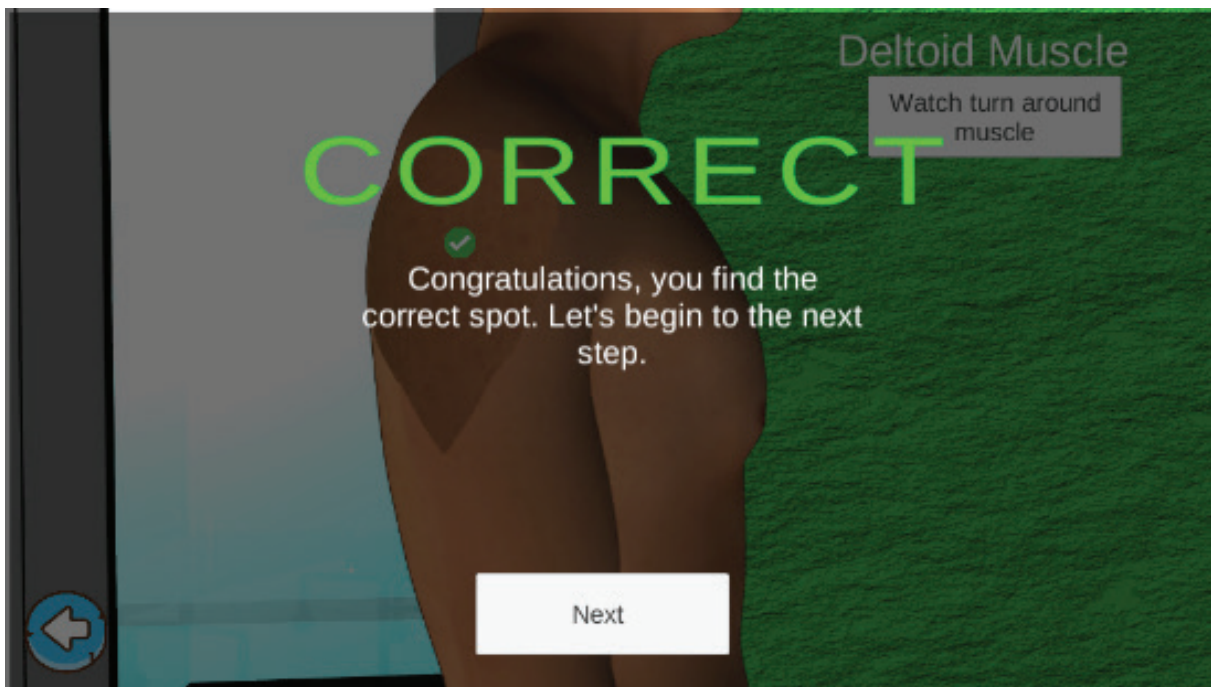 Deltoid Muscle
Watch turn around
muscle
CORRECT
Congratulations, you find the
correct spot. Let's begin to the next
step.
Next